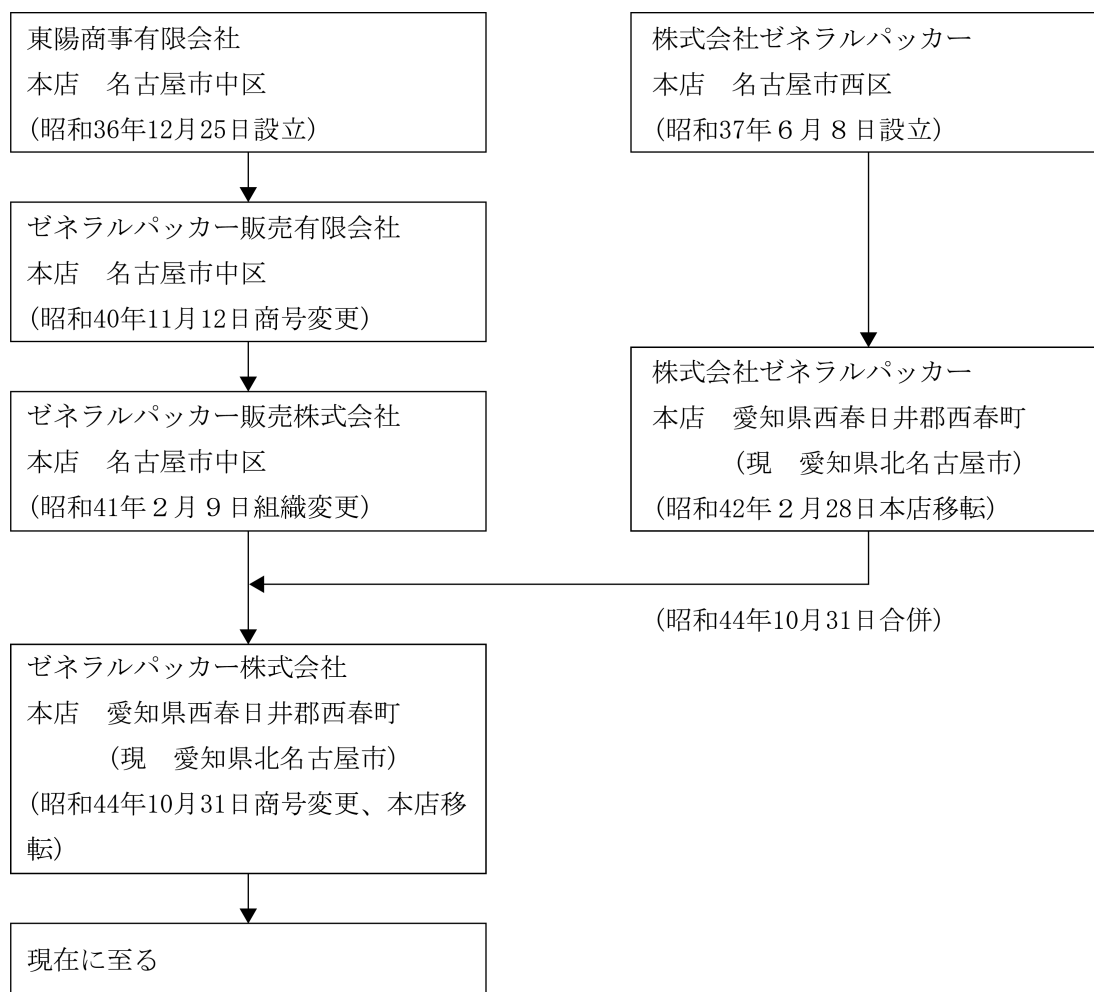 東陽商事有限会社
本店　名古屋市中区
(昭和36年12月25日設立)
株式会社ゼネラルパッカー
本店　名古屋市西区
(昭和37年６月８日設立)
ゼネラルパッカー販売有限会社
本店　名古屋市中区
(昭和40年11月12日商号変更)
ゼネラルパッカー販売株式会社
本店　名古屋市中区
(昭和41年２月９日組織変更)
株式会社ゼネラルパッカー
本店　愛知県西春日井郡西春町
(現　愛知県北名古屋市)
(昭和42年２月28日本店移転)
(昭和44年10月31日合併)
ゼネラルパッカー株式会社
本店　愛知県西春日井郡西春町
(現　愛知県北名古屋市)
(昭和44年10月31日商号変更、本店移
転)
現在に至る